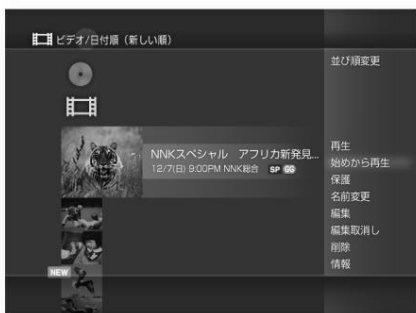 ビデオ/日付順（新しい順）
並び順変更
NNKスペシャル アフリカ新発見...
12/7(日) 9:00PM NNK総合 SP
再生
始めから再生
保護
名前変更
編集
編集取消し
削除
情報
NEW